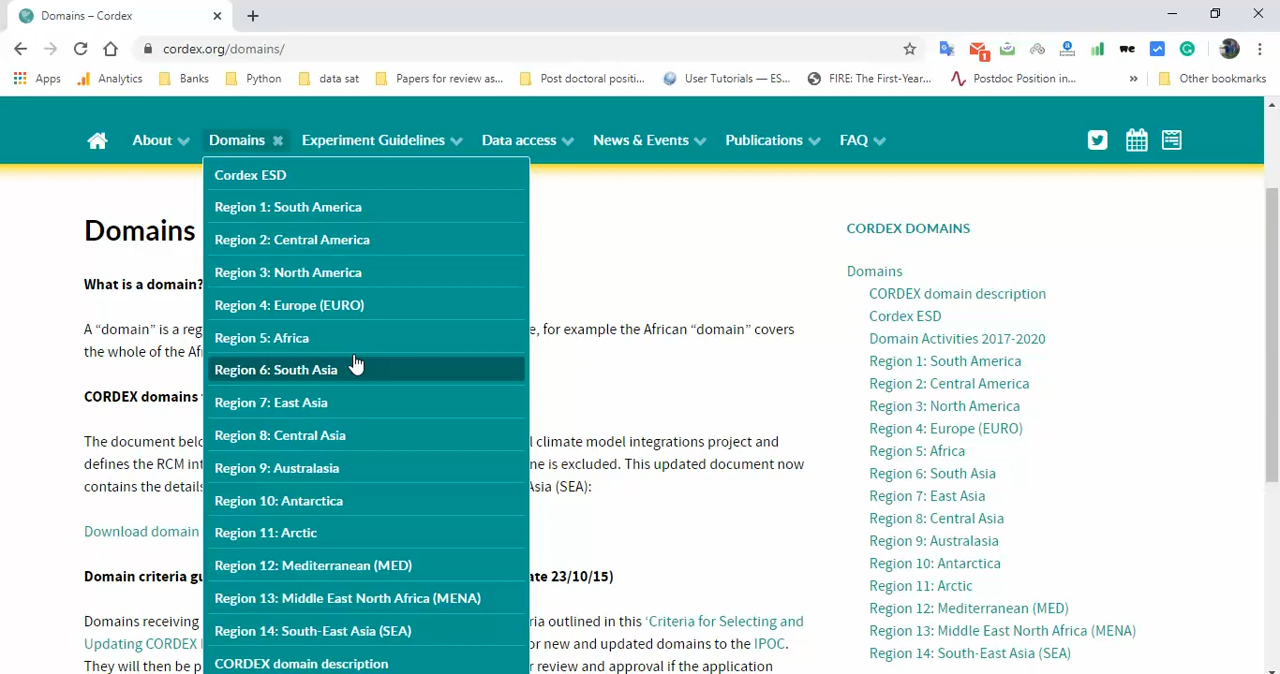 Domains – Cordex
cordex.org/domains/
Apps Analytics Banks Python data sat Papers for review as... Post doctoral positi... User Tutorials — ES... FIRE: The First-Year... Postdoc Position in... » Other bookmarks
1
we
About Domains Experiment Guidelines Data access News & Events Publications FAQ
Cordex ESD
Region 1: South America
Region 2: Central America
Region 3: North America
Region 4: Europe (EURO)
Region 5: Africa
Region 6: South Asia
Region 7: East Asia
Region 8: Central Asia
Region 9: Australasia
Region 10: Antarctica
Region 11: Arctic
Region 12: Mediterranean (MED)
Region 13: Middle East North Africa (MENA)
Region 14: South-East Asia (SEA)
CORDEX domain description
Domains
What is a domain?
A “domain” is a reg e, for example the African “domain” covers
the whole of the Af
CORDEX domains
The document belo l climate model integrations project and
defines the RCM in ne is excluded. This updated document now
contains the details Asia (SEA):
Download domain
Domain criteria gu ate 23/10/15)
Domains receiving ria outlined in this ‘Criteria for Selecting and
Updating CORDEX or new and updated domains to the IPOC.
They will then be p r review and approval if the application
CORDEX DOMAINS
Domains
CORDEX domain description
Cordex ESD
Domain Activities 2017-2020
Region 1: South America
Region 2: Central America
Region 3: North America
Region 4: Europe (EURO)
Region 5: Africa
Region 6: South Asia
Region 7: East Asia
Region 8: Central Asia
Region 9: Australasia
Region 10: Antarctica
Region 11: Arctic
Region 12: Mediterranean (MED)
Region 13: Middle East North Africa (MENA)
Region 14: South-East Asia (SEA)